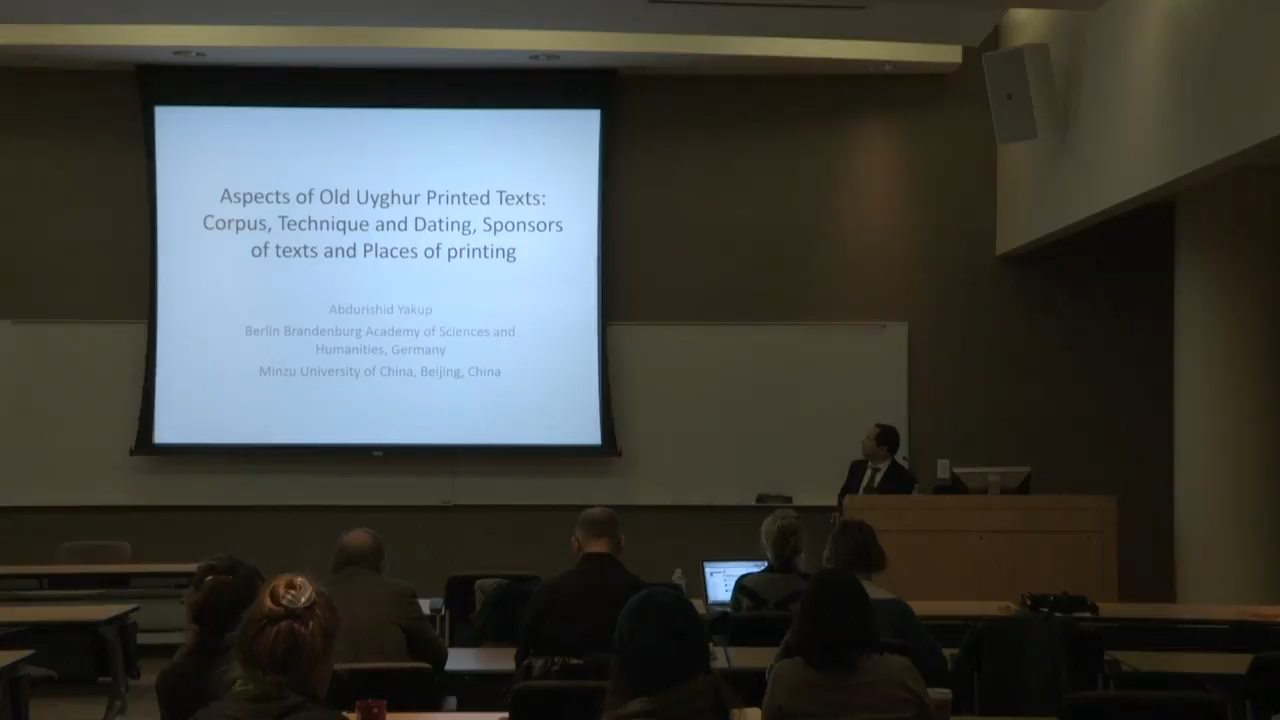 Aspects of Old Uyghur Printed Texts:
Corpus, Technique and Dating, Sponsors
of texts and Places of printing
Abdurishid Yakup
Berlin Brandenburg Academy of Sciences and
Humanities, Germany
Minzu University of China, Beijing, China